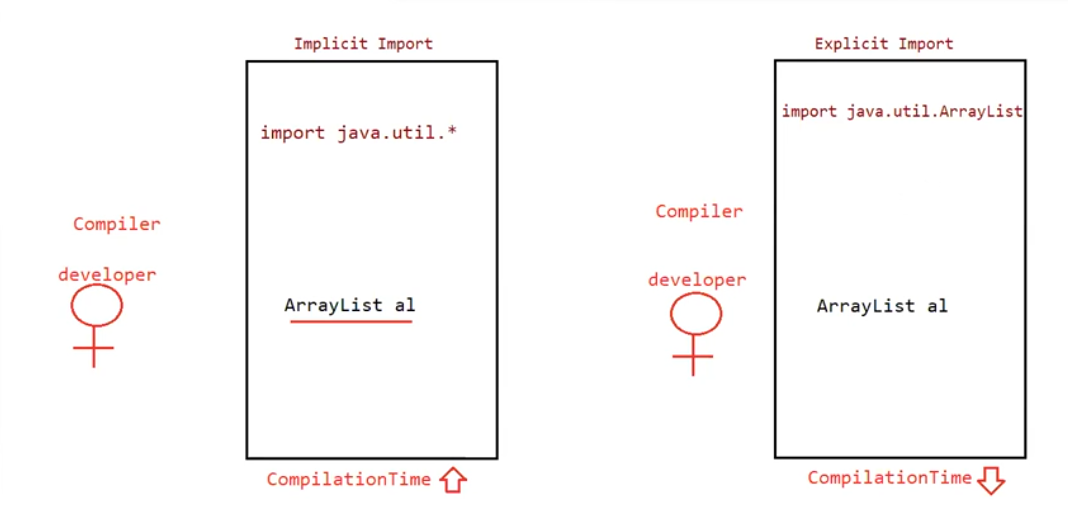 Implicit Import
import java.util.*
Compiler
developer
ArrayList al
CompilationTime
Explicit Import
import java.util.ArrayList
Compiler
developer
ArrayList al
CompilationTime